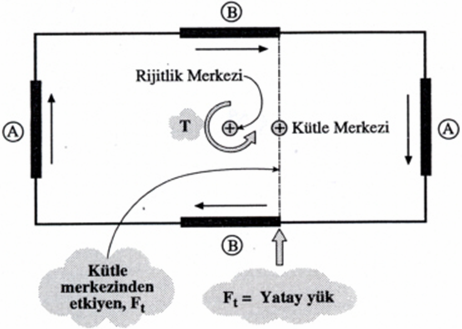 B
Rijitlik Merkezi
A
T
Kütle Merkezi
A
B
Kütle
merkezinden
etkiyen, Ft
Ft = Yatay yük